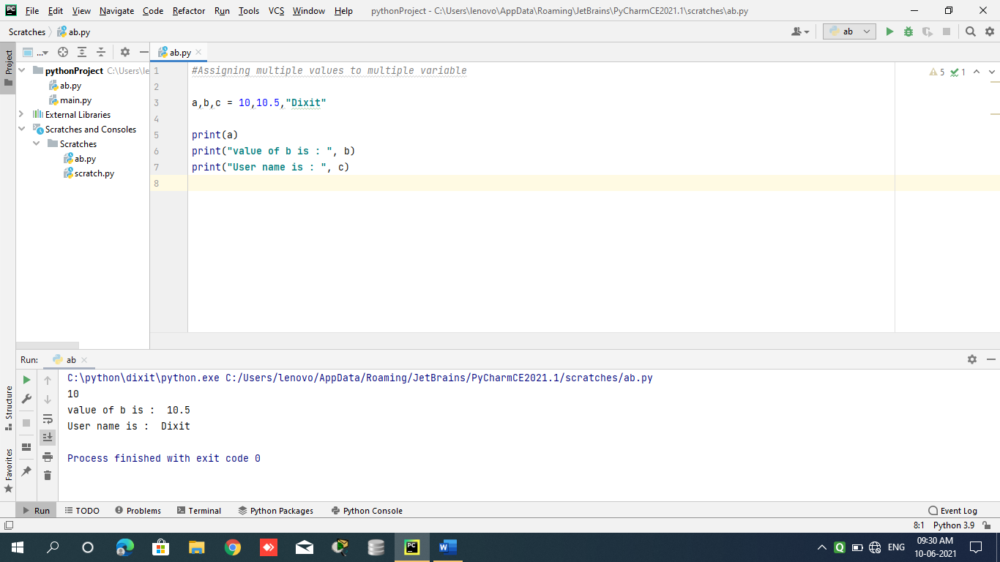 File Edit View Navigate Code Refactor Run Tools VCS Window Help pythonProject - C:\Users\lenovo\AppData\Roaming\JetBrains\PyCharmCE2021.1\scratches\ab.py
Scratches ab.py
ab
Project
...
ab.py
pythonProject C:\Users\le
ab.py
main.py
External Libraries
Scratches and Consoles
Scratches
ab.py
scratch.py
1 #Assigning multiple values to multiple variable
2
3 a,b,c = 10,10.5,"Dixit"
4
5 print(a)
6 print("value of b is : ", b)
7 print("User name is : ", c)
8
5 1
Run: ab
C:\python\dixit\python.exe C:/Users/lenovo/AppData/Roaming/JetBrains/PyCharmCE2021.1/scratches/ab.py
10
value of b is :  10.5
User name is :  Dixit
Process finished with exit code 0
Structure
Favorites
Run TODO Problems Terminal Python Packages Python Console Event Log
8:1 Python 3.9
ENG
09:30 AM
10-06-2021